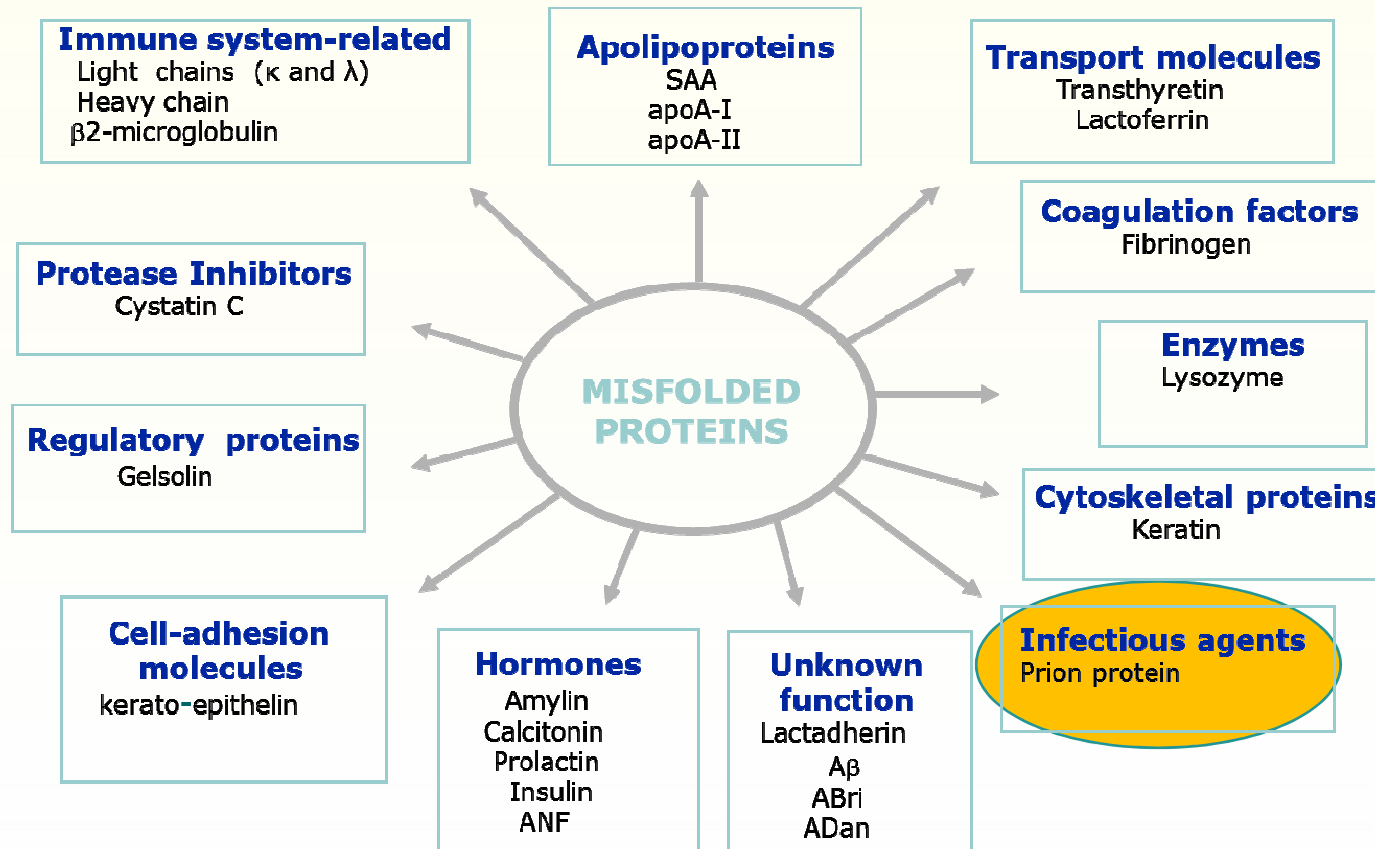 Immune system-related
Light chains (κ and λ)
Heavy chain
β2-microglobulin
Apolipoproteins
SAA
apoA-I
apoA-II
Transport molecules
Transthyretin
Lactoferrin
Coagulation factors
Fibrinogen
Protease Inhibitors
Cystatin C
Enzymes
Lysozyme
MISFOLDED
PROTEINS
Regulatory proteins
Gelsolin
Cytoskeletal proteins
Keratin
Cell-adhesion
molecules
kerato-epithelin
Hormones
Amylin
Calcitonin
Prolactin
Insulin
ANF
Unknown
function
Lactadherin
Aβ
ABri
ADan
Infectious agents
Prion protein